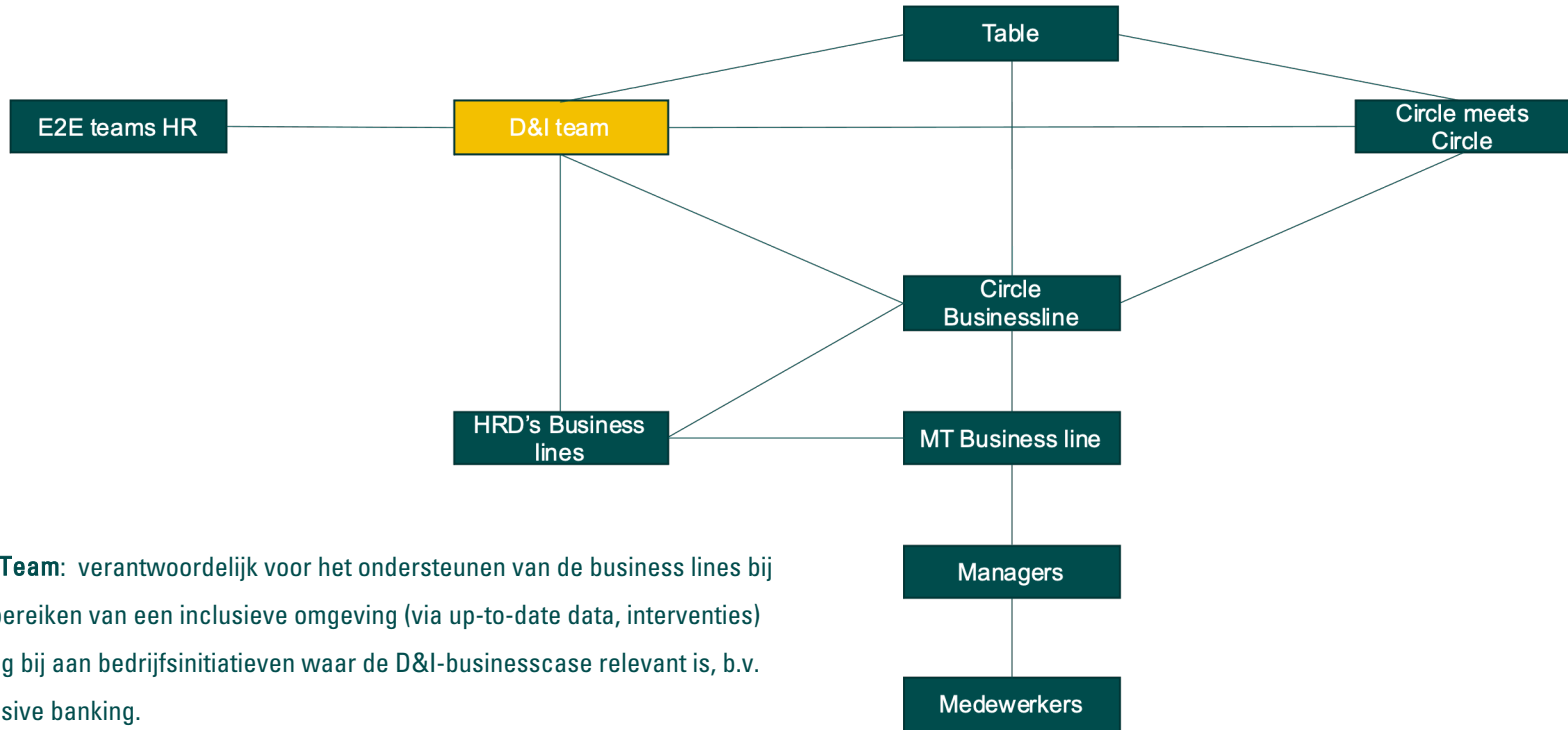 Table
E2E teams HR
D&I team
Circle meets
Circle
Circle
Businessline
HRD's Business
lines
MT Business line
Managers
Medewerkers
Team: verantwoordelijk voor het ondersteunen van de business lines bij
bereiken van een inclusieve omgeving (via up-to-date data, interventies)
g bij aan bedrijfsinitiatieven waar de D&I-businesscase relevant is, b.v.
sive banking.